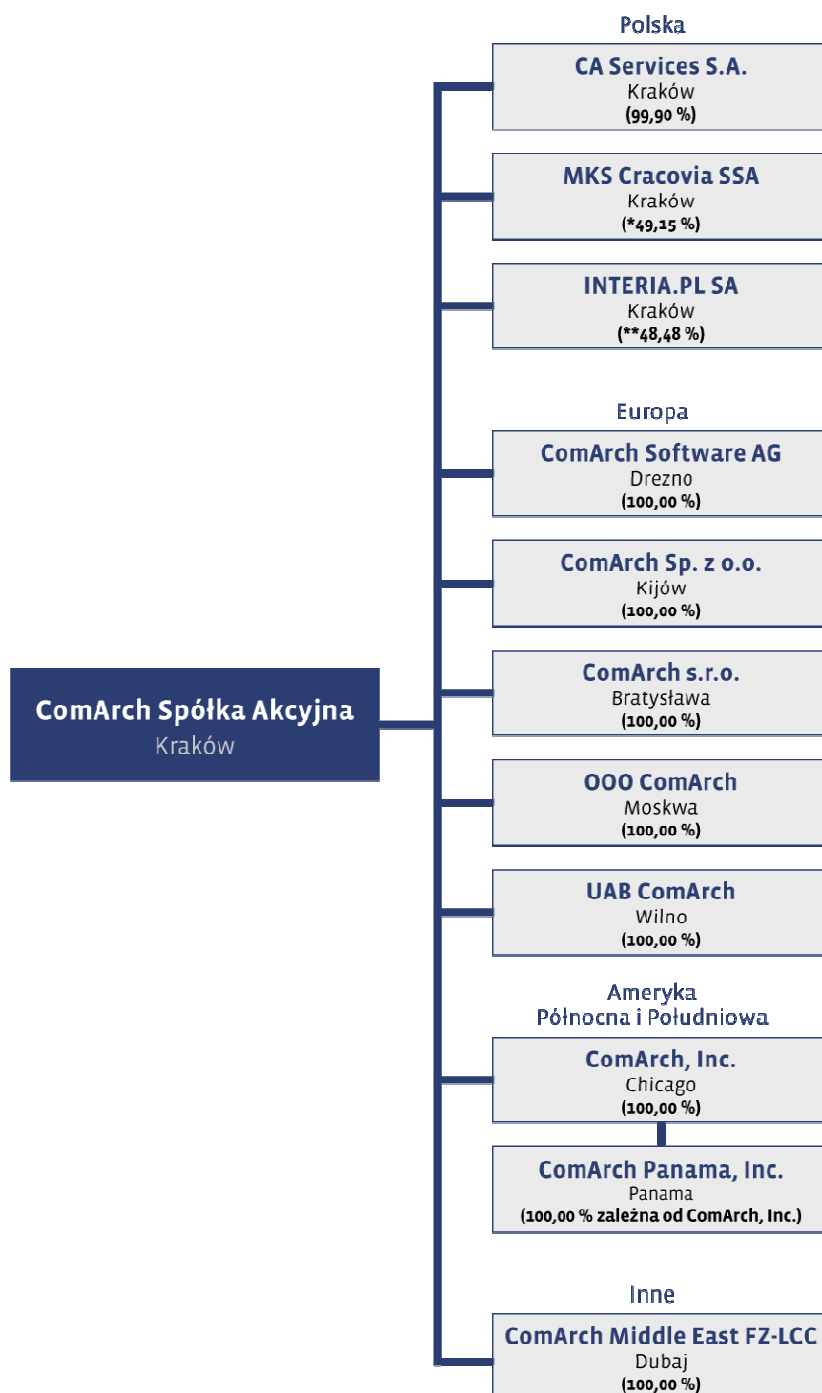 Polska
CA Services S.A.
Kraków
(99,90 %)
MKS Cracovia SSA
Kraków
(*49,15 %)
INTERIA.PL SA
Kraków
(**48,48 %)
Europa
ComArch Software AG
Drezno
(100,00 %)
ComArch Sp. z o.o.
Kijów
(100,00 %)
ComArch Spółka Akcyjna
Kraków
ComArch s.r.o.
Bratysława
(100,00 %)
OOO ComArch
Moskwa
(100,00 %)
UAB ComArch
Wilno
(100,00 %)
Ameryka
Północna i Południowa
ComArch, Inc.
Chicago
(100,00 %)
ComArch Panama, Inc.
Panama
(100,00 % zależna od ComArch, Inc.)
Inne
ComArch Middle East FZ-LCC
Dubaj
(100,00 %)